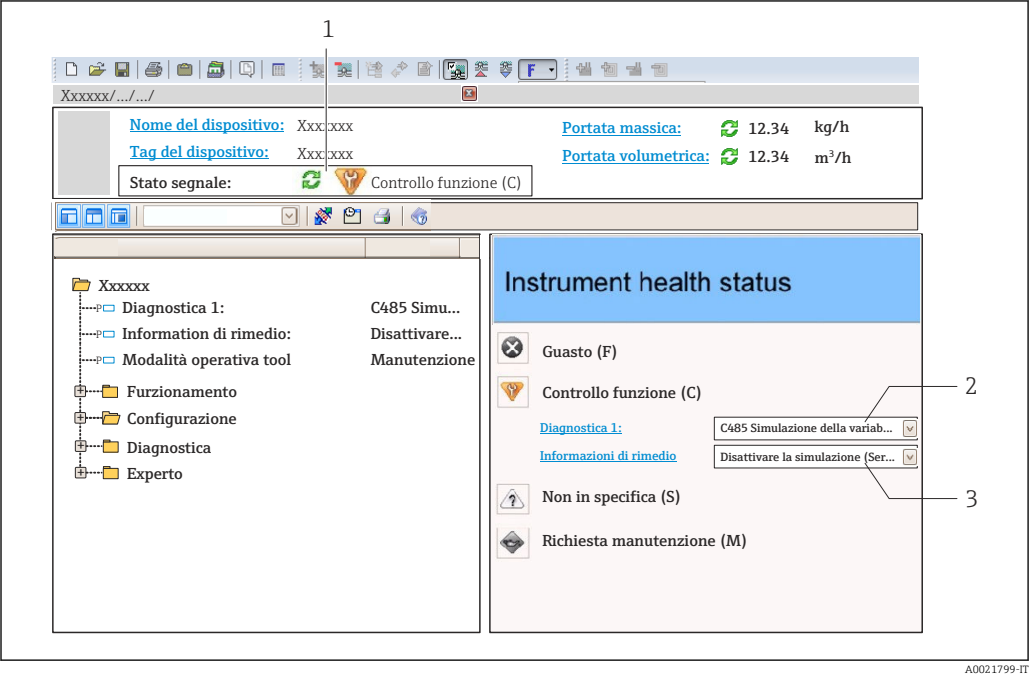 1
F
Xxxxxx/.../.../
Nome del dispositivo: Xxxxxxx Portata massica: 12.34 kg/h
Tag del dispositivo: Xxxxxxx Portata volumetrica: 12.34 m³/h
Stato segnale: Controllo funzione (C)
Xxxxxx
P Diagnostica 1: C485 Simu...
P Information di rimedio: Disattivare...
P Modalità operativa tool Manutenzione
Furzionamento
Configurazione
Diagnostica
Experto
Instrument health status
Guasto (F)
Controllo funzione (C)
2
Diagnostica 1: C485 Simulazione della variab...
Informazioni di rimedio Disattivare la simulazione (Ser...
Non in specifica (S)
3
Richiesta manutenzione (M)
A0021799-IT